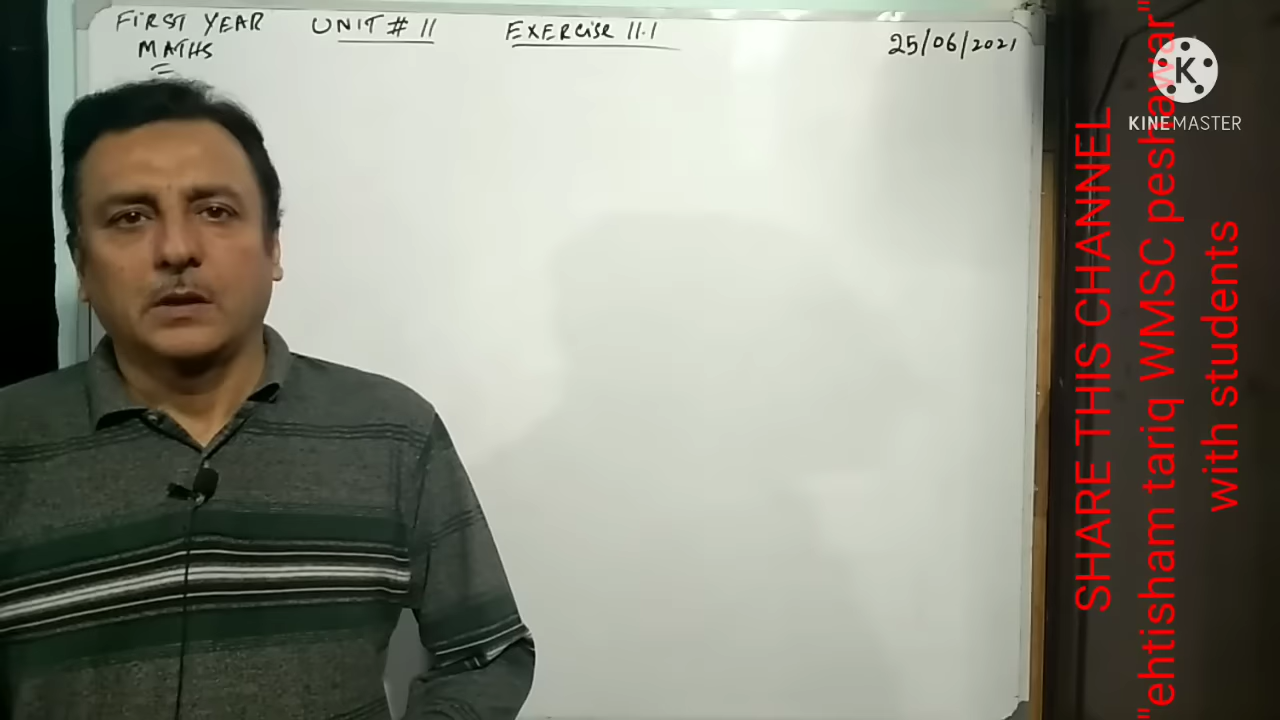 FIRST YEAR
MATHS
UNIT # 11
EXERCISE 11.1
25/06/2021
K
KINEMASTER
SHARE THIS CHANNEL
"ehtisham tariq WMSC peshawar"
with students